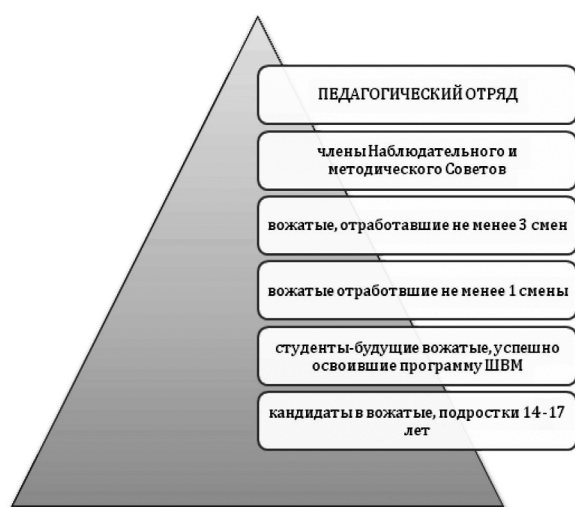 ПЕДАГОГИЧЕСКИЙ ОТРЯД
члены Наблюдательного и
методического Советов
вожатые, отработавшие не менее 3 смен
вожатые отработвшие не менее 1 смены
студенты-будущие вожатые, успешно
освоившие программу ШВМ
кандидаты в вожатые, подростки 14-17
лет